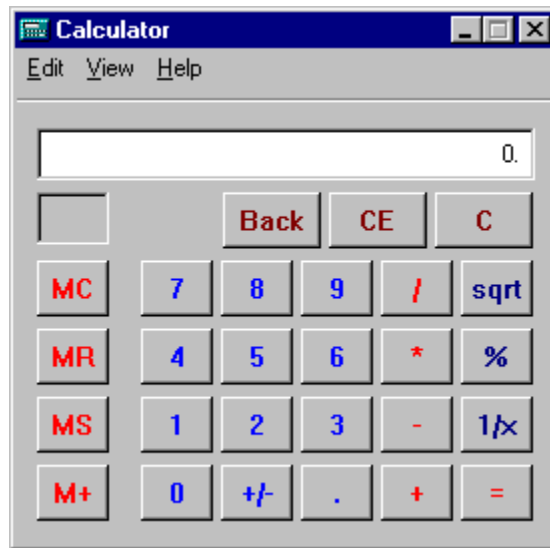 Calculator
Edit View Help
0.
Back CE C
MC 7 8 9 / sqrt
MR 4 5 6 * %
MS 1 2 3 - 1/x
M+ 0 +/- . + =